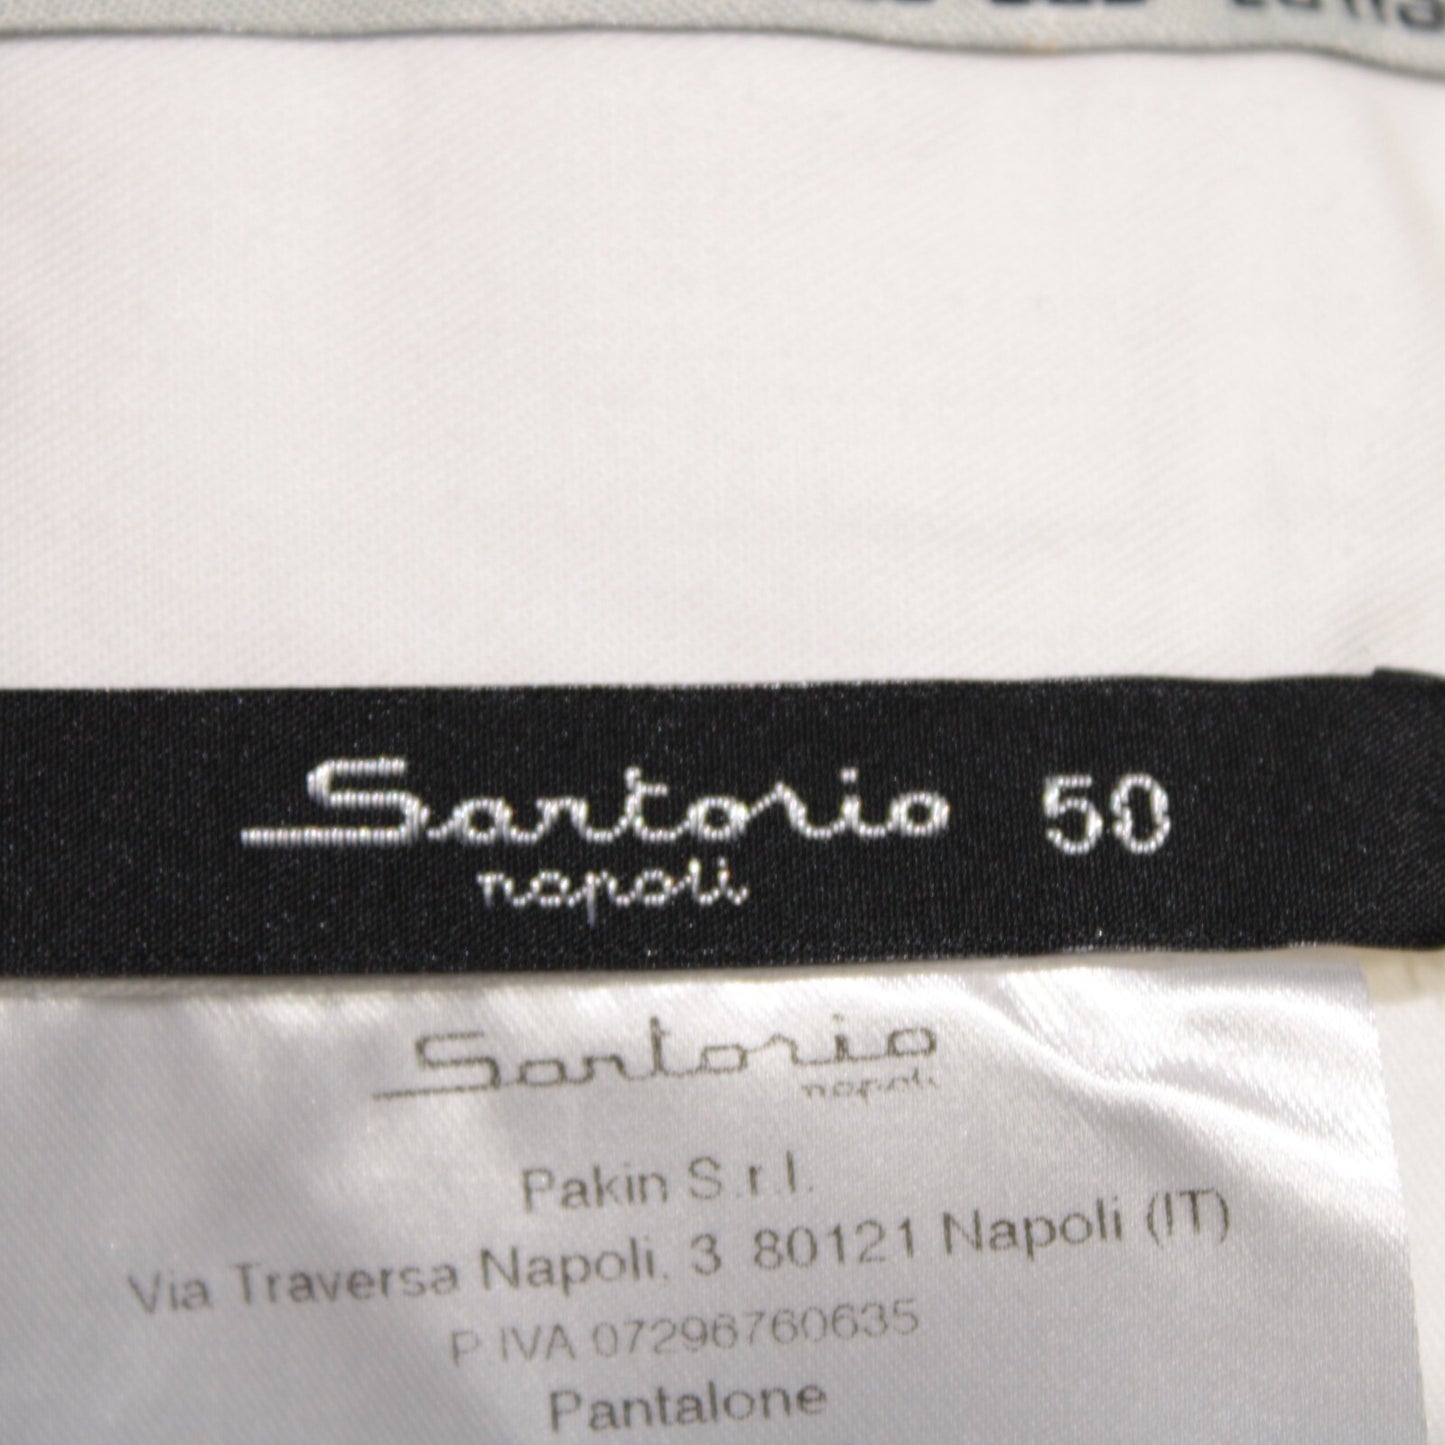 Sartorio 50
napoli
Sartorio
napoli
Pakin S.r.l.
Via Traversa Napoli, 3 80121 Napoli (IT)
P.IVA 07296760635
Pantalone